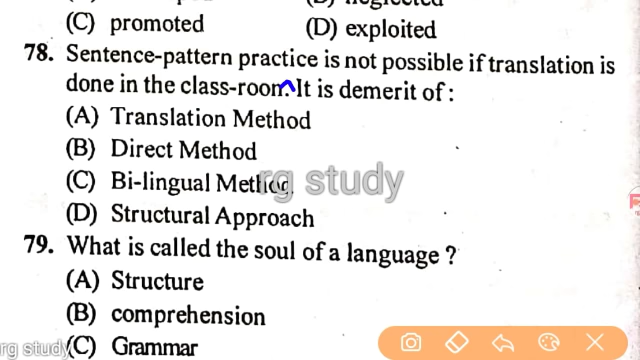 (C) promoted (D) exploited
78. Sentence-pattern practice is not possible if translation is
done in the class-room. It is demerit of :
(A) Translation Method
(B) Direct Method
(C) Bi-lingual Method.
rg study
(D) Structural Approach
79. What is called the soul of a language ?
(A) Structure
(B) comprehension
rg study
(C) Grammar